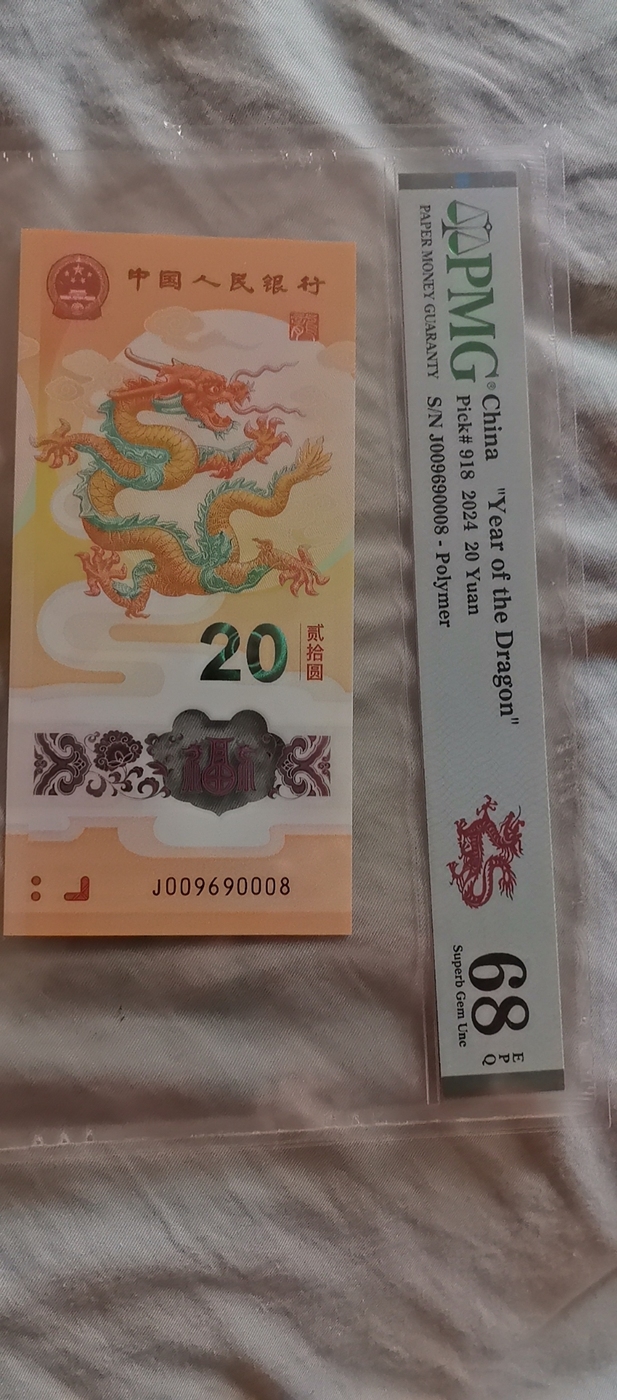 中国人民银行
20
贰拾圆
福
J009690008
PMG
PAPER MONEY GUARANTY
®
China "Year of the Dragon"
Pick# 918 2024 20 Yuan
S/N J009690008 - Polymer
68
EPQ
Superb Gem Unc